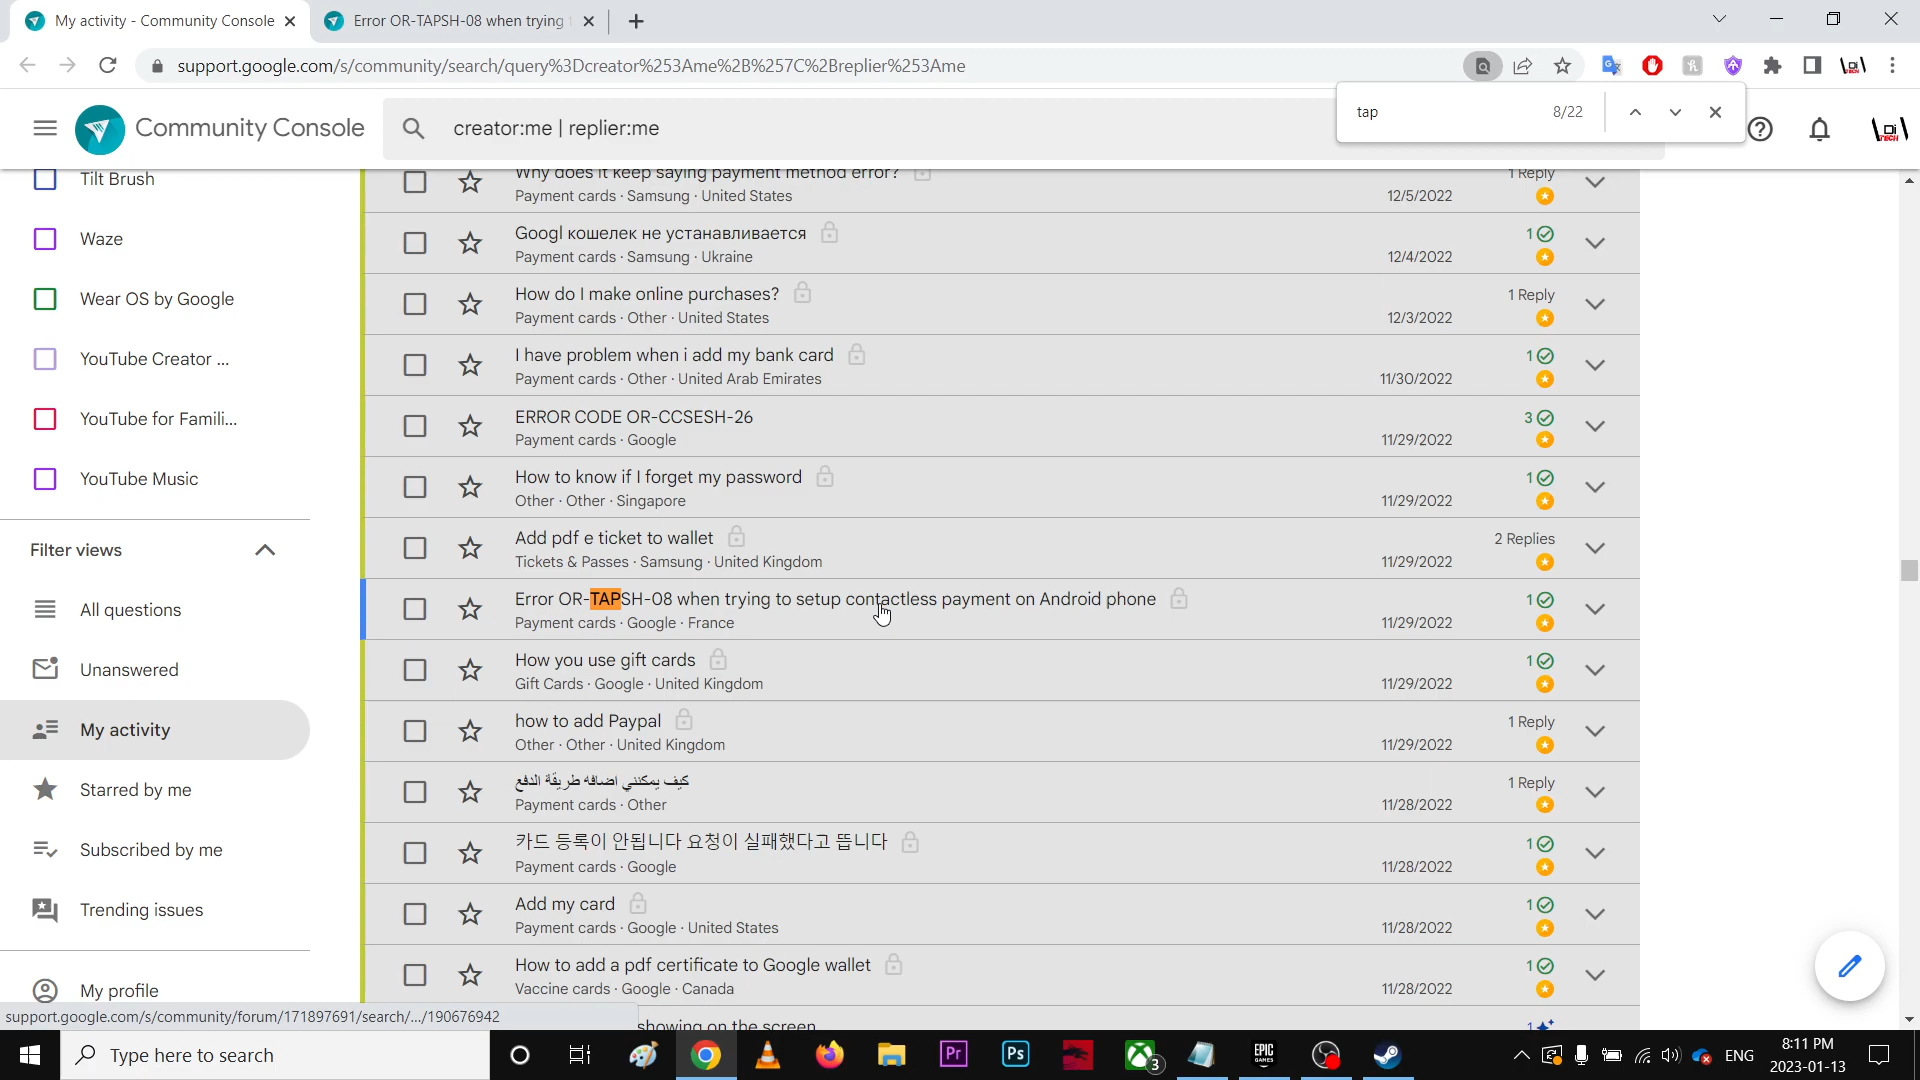 My activity - Community Console
Error OR-TAPSH-08 when trying
support.google.com/s/community/search/query%3Dcreator%253Ame%2B%257C%2Breplier%253Ame
tap
8/22
Community Console
creator:me | replier:me
Tilt Brush
Waze
Wear OS by Google
YouTube Creator ...
YouTube for Famili...
YouTube Music
Filter views
All questions
Unanswered
My activity
Starred by me
Subscribed by me
Trending issues
My profile
Why does it keep saying payment method error?
1 Reply
Payment cards · Samsung · United States
12/5/2022
Googl кошелек не устанавливается
1
Payment cards · Samsung · Ukraine
12/4/2022
How do I make online purchases?
1 Reply
Payment cards · Other · United States
12/3/2022
I have problem when i add my bank card
1
Payment cards · Other · United Arab Emirates
11/30/2022
ERROR CODE OR-CCSESH-26
3
Payment cards · Google
11/29/2022
How to know if I forget my password
1
Other · Other · Singapore
11/29/2022
Add pdf e ticket to wallet
2 Replies
Tickets & Passes · Samsung · United Kingdom
11/29/2022
Error OR-TAPSH-08 when trying to setup contactless payment on Android phone
1
Payment cards · Google · France
11/29/2022
How you use gift cards
1
Gift Cards · Google · United Kingdom
11/29/2022
how to add Paypal
1 Reply
Other · Other · United Kingdom
11/29/2022
كيف يمكنني اضافه طريقة الدفع
1 Reply
Payment cards · Other
11/28/2022
카드 등록이 안됩니다 요청이 실패했다고 뜹니다
1
Payment cards · Google
11/28/2022
Add my card
1
Payment cards · Google · United States
11/28/2022
How to add a pdf certificate to Google wallet
1
Vaccine cards · Google · Canada
11/28/2022
showing on the screen
1
support.google.com/s/community/forum/171897691/search/.../190676942
Type here to search
Pr
Ps
3
EPIC
GAMES
ENG
8:11 PM
2023-01-13